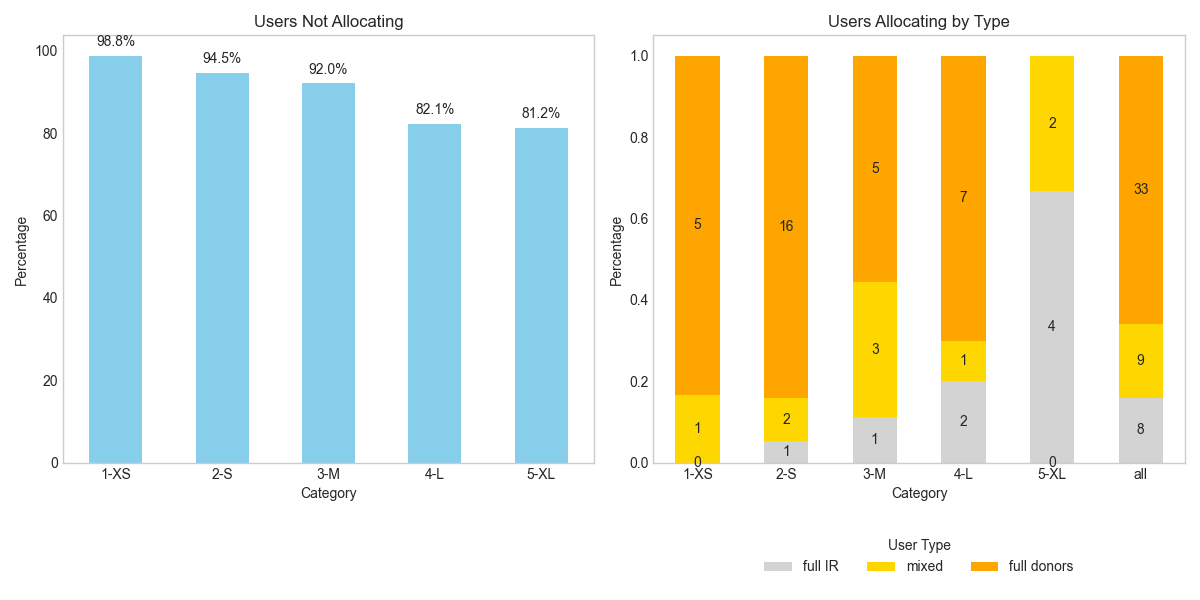 Users Not Allocating
98.8%
94.5%
92.0%
82.1%
81.2%
100
80
60
40
20
0
Percentage
1-XS
2-S
3-M
4-L
5-XL
Category
Users Allocating by Type
1.0
0.8
0.6
0.4
0.2
0.0
Percentage
5
1
0
16
2
1
5
3
1
7
1
2
2
4
0
33
9
8
1-XS
2-S
3-M
4-L
5-XL
all
Category
User Type
full IR
mixed
full donors